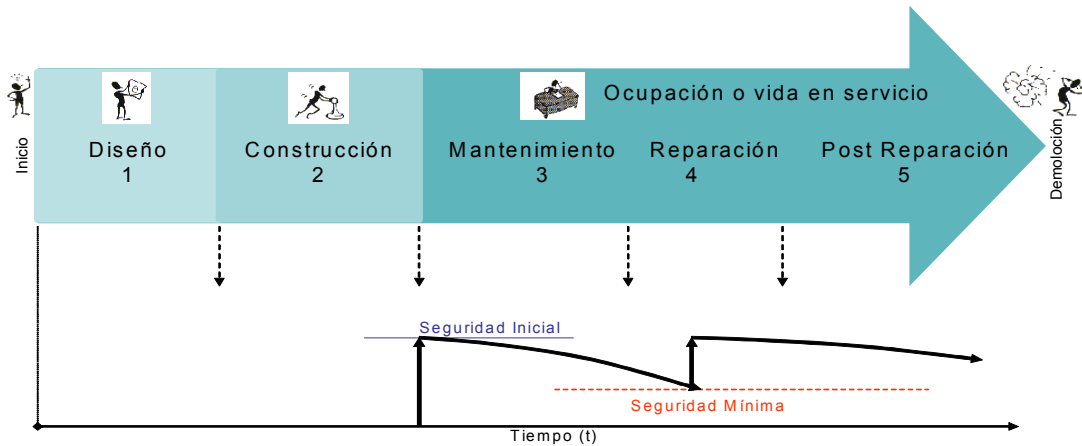 Ocupación o vida en servicio
Inicio
Diseño
1
Construcción
2
Mantenimiento
3
Reparación
4
Post Reparación
5
Demoloción
Seguridad Inicial
Seguridad Mínima
Tiempo (t)